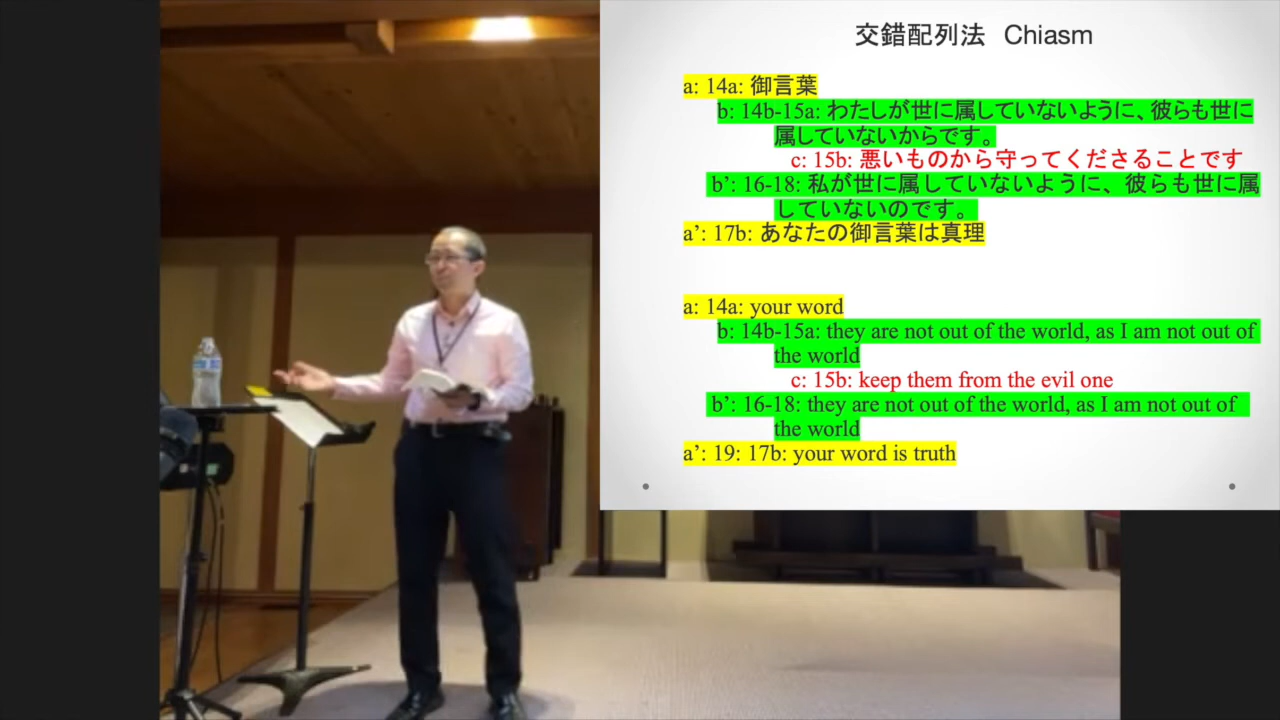 交錯配列法　Chiasm
a: 14a: 御言葉
b: 14b-15a: わたしが世に属していないように、彼らも世に
属していないからです。
c: 15b: 悪いものから守ってくださることです
b’: 16-18: 私が世に属していないように、彼らも世に属
していないのです。
a’: 17b: あなたの御言葉は真理
a: 14a: your word
b: 14b-15a: they are not out of the world, as I am not out of
the world
c: 15b: keep them from the evil one
b’: 16-18: they are not out of the world, as I am not out of
the world
a’: 19: 17b: your word is truth